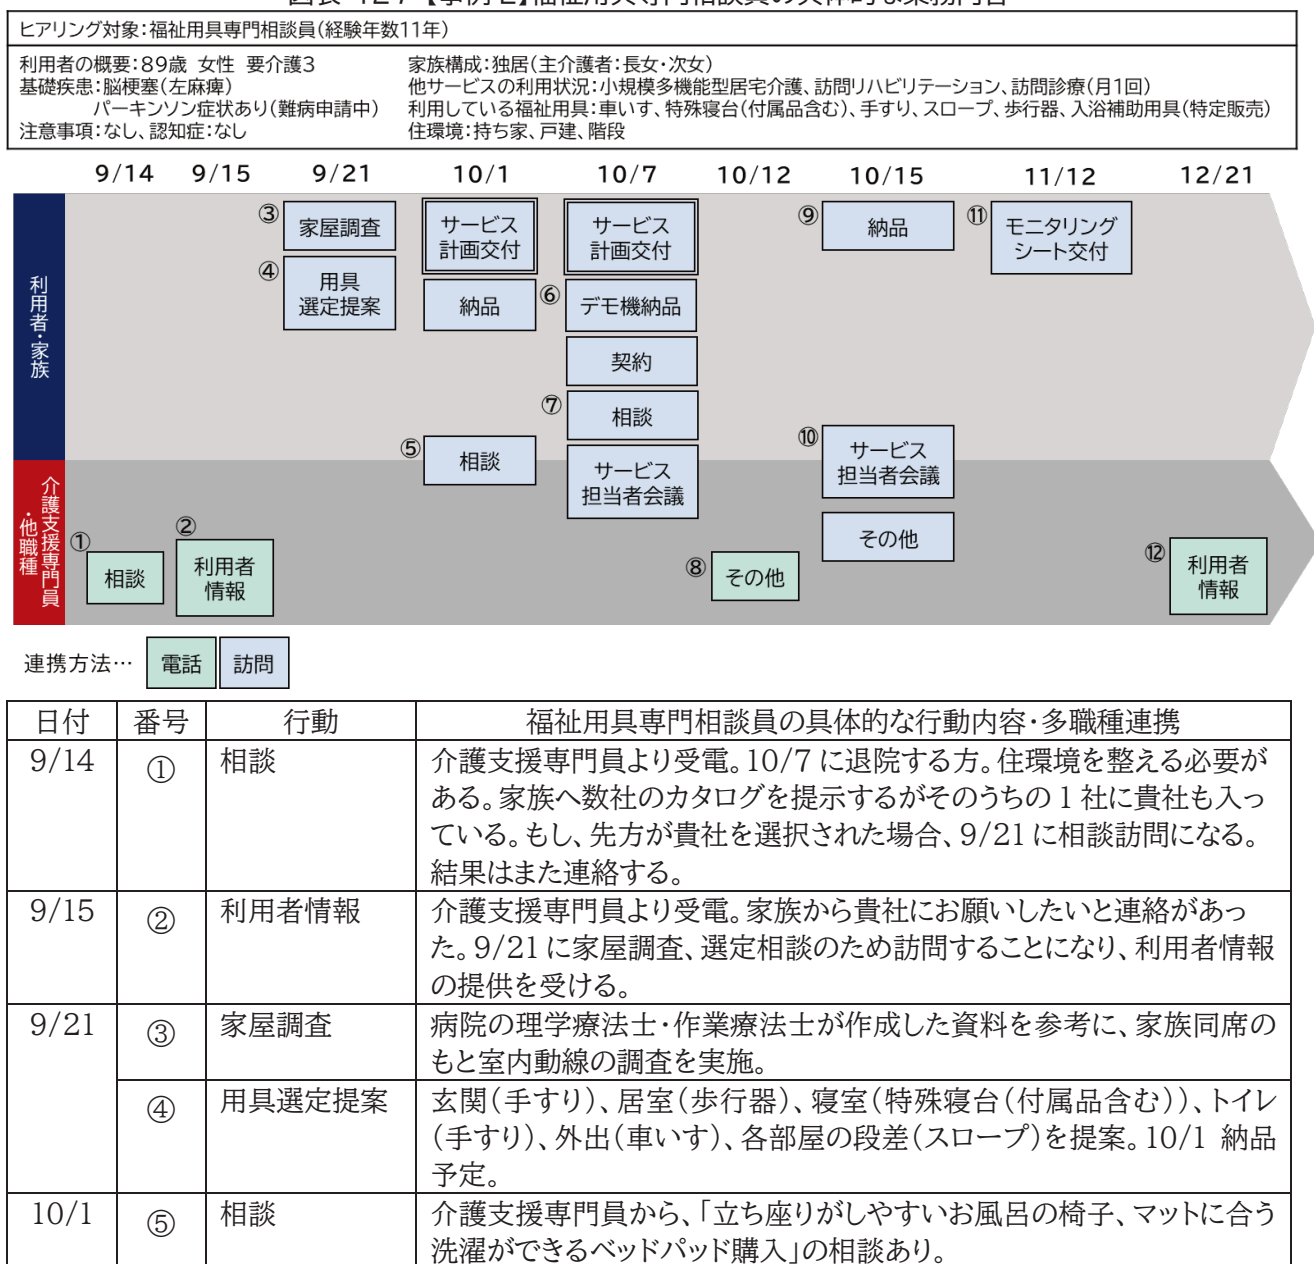 ヒアリング対象:福祉用具専門相談員(経験年数11年)
利用者の概要:89歳 女性 要介護3
基礎疾患:脳梗塞(左麻痺)
パーキンソン症状あり(難病申請中)
注意事項:なし、認知症:なし
家族構成:独居(主介護者:長女・次女)
他サービスの利用状況:小規模多機能型居宅介護、訪問リハビリテーション、訪問診療(月1回)
利用している福祉用具:車いす、特殊寝台(付属品含む)、手すり、スロープ、歩行器、入浴補助用具(特定販売)
住環境:持ち家、戸建、階段
9/14 9/15 9/21 10/1 10/7 10/12 10/15 11/12 12/21
利用者・家族
③ 家屋調査
④ 用具
選定提案
サービス
計画交付
納品
⑤ 相談
サービス
計画交付
⑥ デモ機納品
契約
⑦ 相談
サービス
担当者会議
⑨ 納品
⑩ サービス
担当者会議
その他
⑪ モニタリング
シート交付
介護支援専門員
・他職種
① 相談
② 利用者
情報
⑧ その他
⑫ 利用者
情報
連携方法… 電話 訪問
日付 番号 行動 福祉用具専門相談員の具体的な行動内容・多職種連携
9/14 ① 相談 介護支援専門員より受電。10/7に退院する方。住環境を整える必要が
ある。家族へ数社のカタログを提示するがそのうちの1社に貴社も入っ
ている。もし、先方が貴社を選択された場合、9/21に相談訪問になる。
結果はまた連絡する。
9/15 ② 利用者情報 介護支援専門員より受電。家族から貴社にお願いしたいと連絡があっ
た。9/21に家屋調査、選定相談のため訪問することになり、利用者情報
の提供を受ける。
9/21 ③ 家屋調査 病院の理学療法士・作業療法士が作成した資料を参考に、家族同席の
もと室内動線の調査を実施。
④ 用具選定提案 玄関(手すり)、居室(歩行器)、寝室(特殊寝台(付属品含む))、トイレ
(手すり)、外出(車いす)、各部屋の段差(スロープ)を提案。10/1 納品
予定。
10/1 ⑤ 相談 介護支援専門員から、「立ち座りがしやすいお風呂の椅子、マットに合う
洗濯ができるベッドパッド購入」の相談あり。